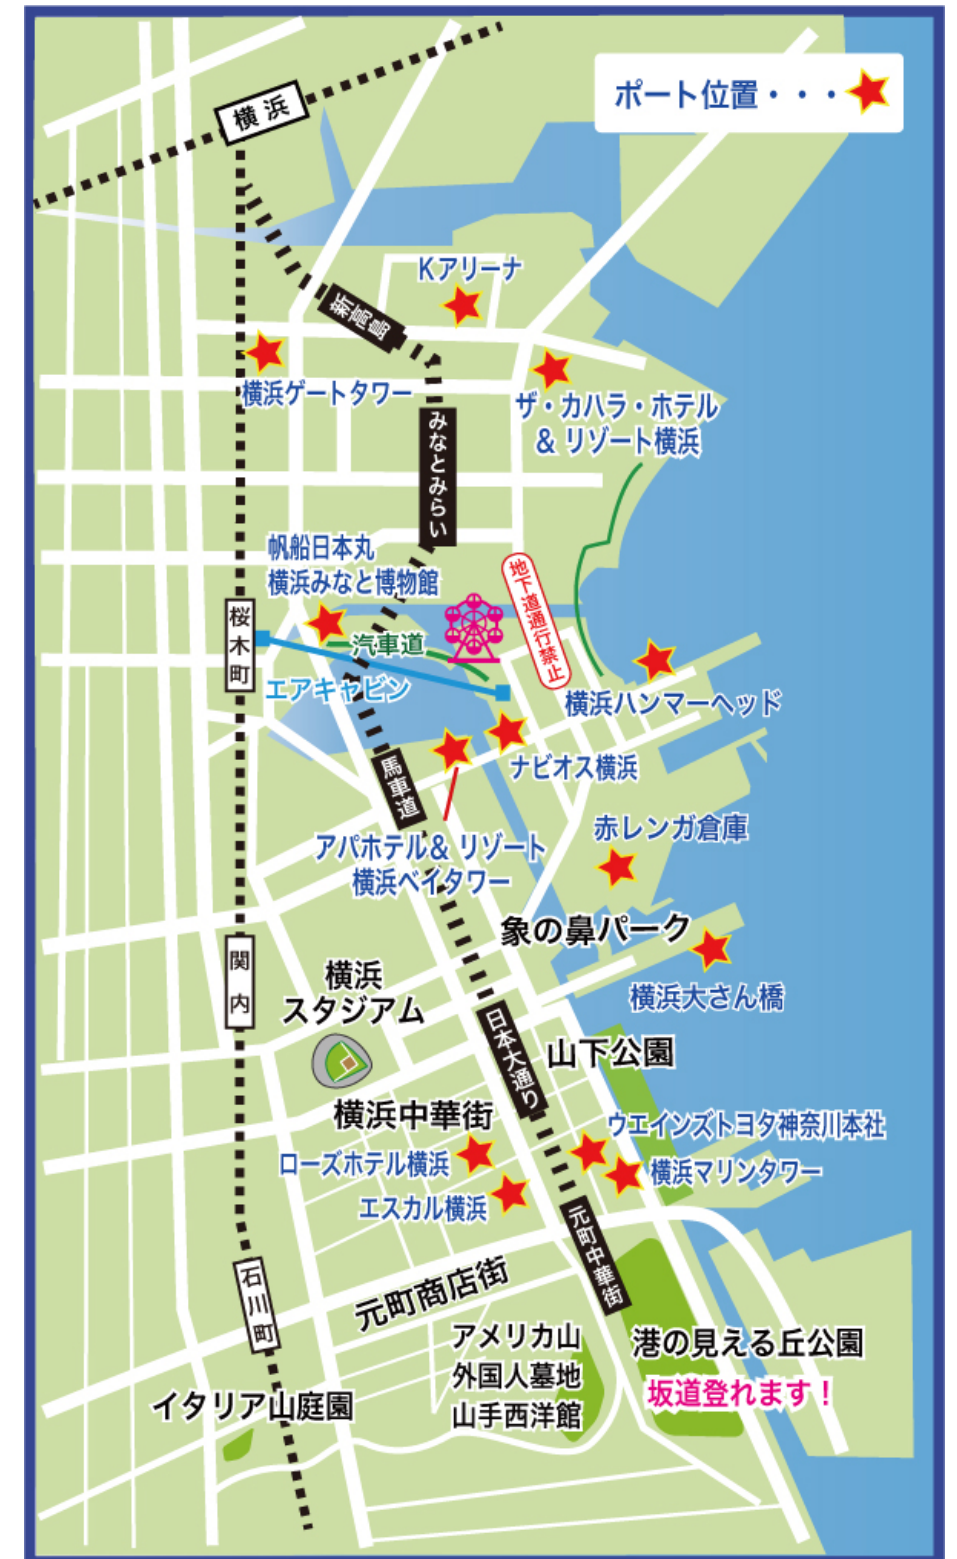 ポート位置・・・
横浜
Kアリーナ
新高島
横浜ゲートタワー
ザ・カハラ・ホテル
& リゾート横浜
みなとみらい
帆船日本丸
横浜みなと博物館
地下道通行禁止
桜木町
汽車道
エアキャビン
横浜ハンマーヘッド
ナビオス横浜
馬車道
アパホテル& リゾート
横浜ベイタワー
赤レンガ倉庫
象の鼻パーク
関内
横浜
スタジアム
横浜大さん橋
日本大通り
山下公園
横浜中華街
ウエインズトヨタ神奈川本社
ローズホテル横浜
横浜マリンタワー
エスカル横浜
元町中華街
石川町
元町商店街
アメリカ山
外国人墓地
山手西洋館
港の見える丘公園
坂道登れます!
イタリア山庭園